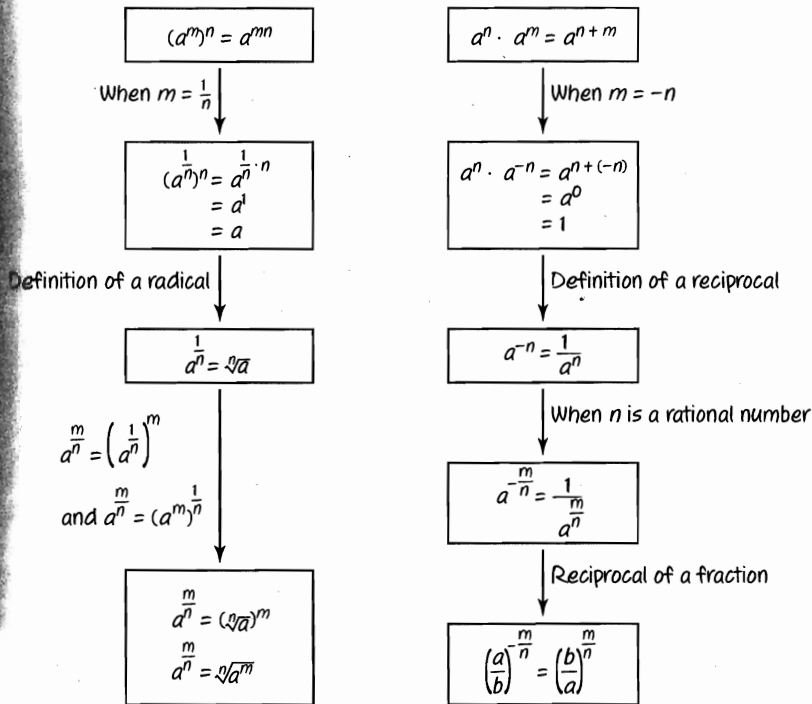 (a^m)^n = a^{mn}
When m = 1/n
(a^{1/n})^n = a^{1/n · n}
= a^1
= a
Definition of a radical
a^{1/n} = ⁿ√a
a^{m/n} = (a^{1/n})^m
and a^{m/n} = (a^m)^{1/n}
a^{m/n} = (ⁿ√a)^m
a^{m/n} = ⁿ√(a^m)
a^n · a^m = a^{n + m}
When m = -n
a^n · a^{-n} = a^{n + (-n)}
= a^0
= 1
Definition of a reciprocal
a^{-n} = 1/a^n
When n is a rational number
a^{-m/n} = 1/a^{m/n}
Reciprocal of a fraction
(a/b)^{-m/n} = (b/a)^{m/n}